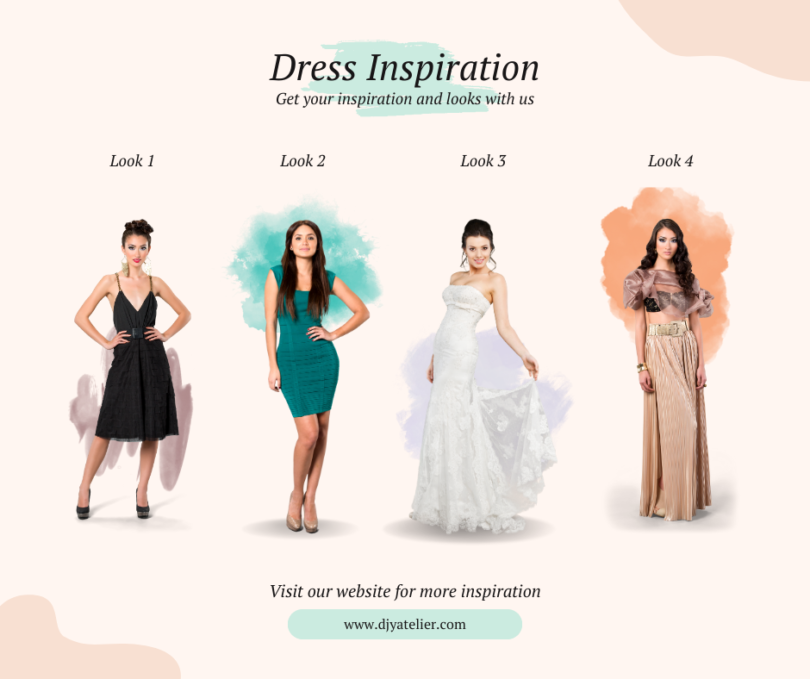 Dress Inspiration
Get your inspiration and looks with us
Look 1
Look 2
Look 3
Look 4
Visit our website for more inspiration
www.djyatelier.com